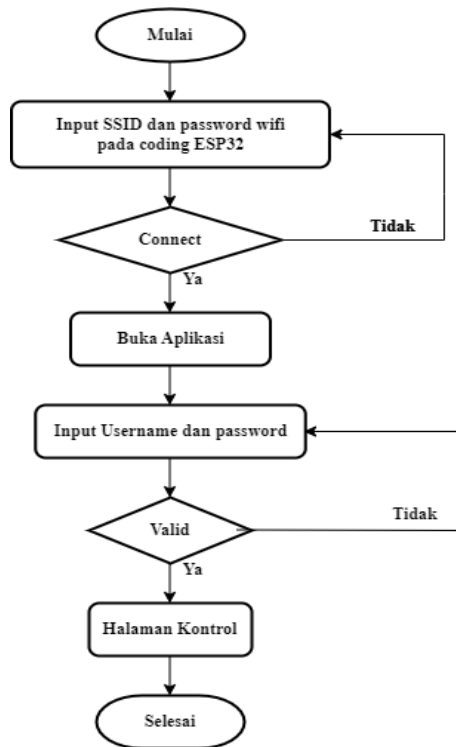 Mulai
Input SSID dan password wifi
pada coding ESP32
Connect
Tidak
Ya
Buka Aplikasi
Input Username dan password
Valid
Tidak
Ya
Halaman Kontrol
Selesai